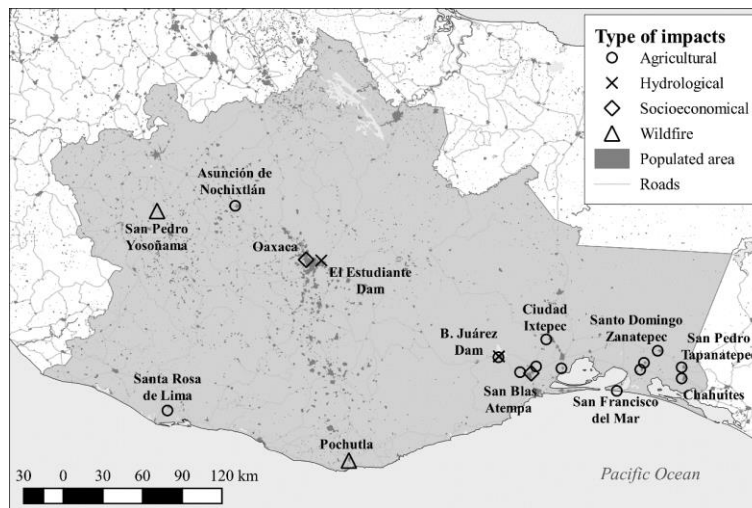 Type of impacts
Agricultural
Hydrological
Socioeconomical
Wildfire
Populated area
Roads
Asunción de
Nochixtlán
San Pedro
Yosoñama
Oaxaca
El Estudiante
Dam
Ciudad
Ixtepec
Santo Domingo
Zanatepec
B. Juárez
Dam
San Pedro
Tapanatepec
Santa Rosa
de Lima
San Blas
Atempa
San Francisco
del Mar
Chahuites
Pochutla
30 0 30 60 90 120 km
Pacific Ocean